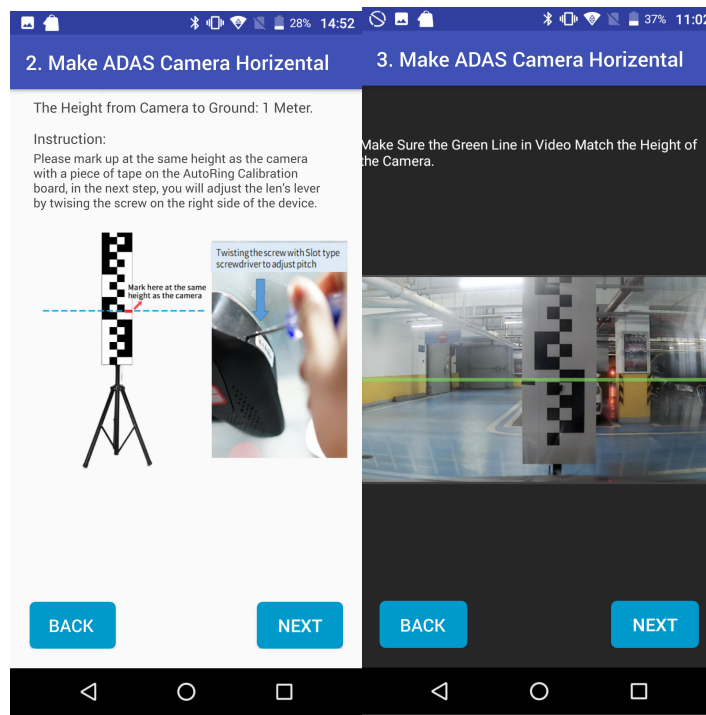 28% 14:52
2. Make ADAS Camera Horizental
The Height from Camera to Ground: 1 Meter.
Instruction:
Please mark up at the same height as the camera
with a piece of tape on the AutoRing Calibration
board, in the next step, you will adjust the len's lever
by twising the screw on the right side of the device.
Mark here at the same
height as the camera
Twisting the screw with Slot type
screwdriver to adjust pitch
BACK
NEXT
37% 11:02
3. Make ADAS Camera Horizental
Make Sure the Green Line in Video Match the Height of
the Camera.
BACK
NEXT